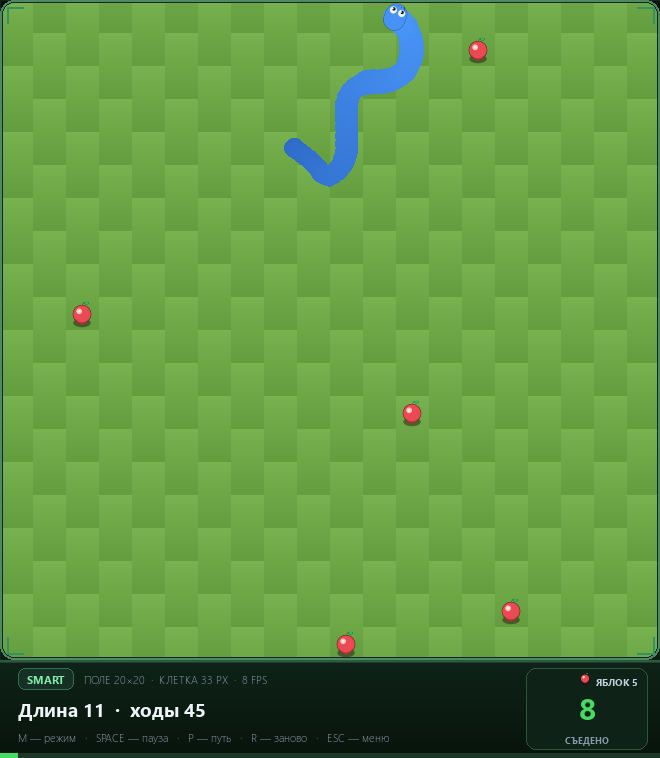 SMART ПОЛЕ 20×20 · КЛЕТКА 33 PX · 8 FPS
Длина 11 · ходы 45
M — режим · SPACE — пауза · P — путь · R — заново · ESC — меню
ЯБЛОК 5
8
СЪЕДЕНО